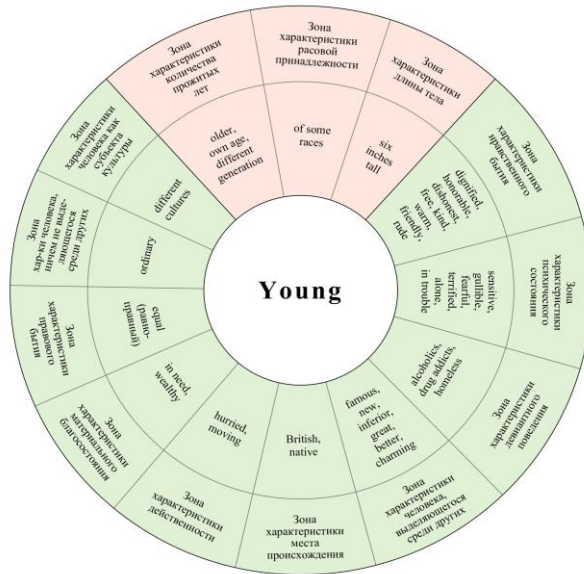 Зона
характеристики
количества
прожитых
лет
older,
own age,
different
generation
Зона
характеристики
расовой
принадлежности
of some
races
Зона
характеристики
длины тела
six
inches
tall
Зона
характеристики
нравственного
бытия
dignified,
honorable,
dishonest,
free, kind,
warm,
friendly,
rude
Зона
характеристики
психического
состояния
sensitive,
gullible,
fearful,
terrified,
alone,
in trouble
Зона
характеристики
девиантного
поведения
alcoholics,
drug addicts,
homeless
Зона
характеристики
человека,
выделяющегося
среди других
famous,
new,
inferior,
great,
better,
charming
Зона
характеристики
места
происхождения
British,
native
Зона
характеристики
действенности
hurried,
moving
Зона
характеристики
материального
благосостояния
in need,
wealthy
Зона
характеристики
правового
бытия
equal
(равно-
правный)
Зона
хар-ки человека,
ничем не выде-
ляющегося
среди других
ordinary
Зона
характеристики
человека как
субъекта
культуры
different
cultures
Young